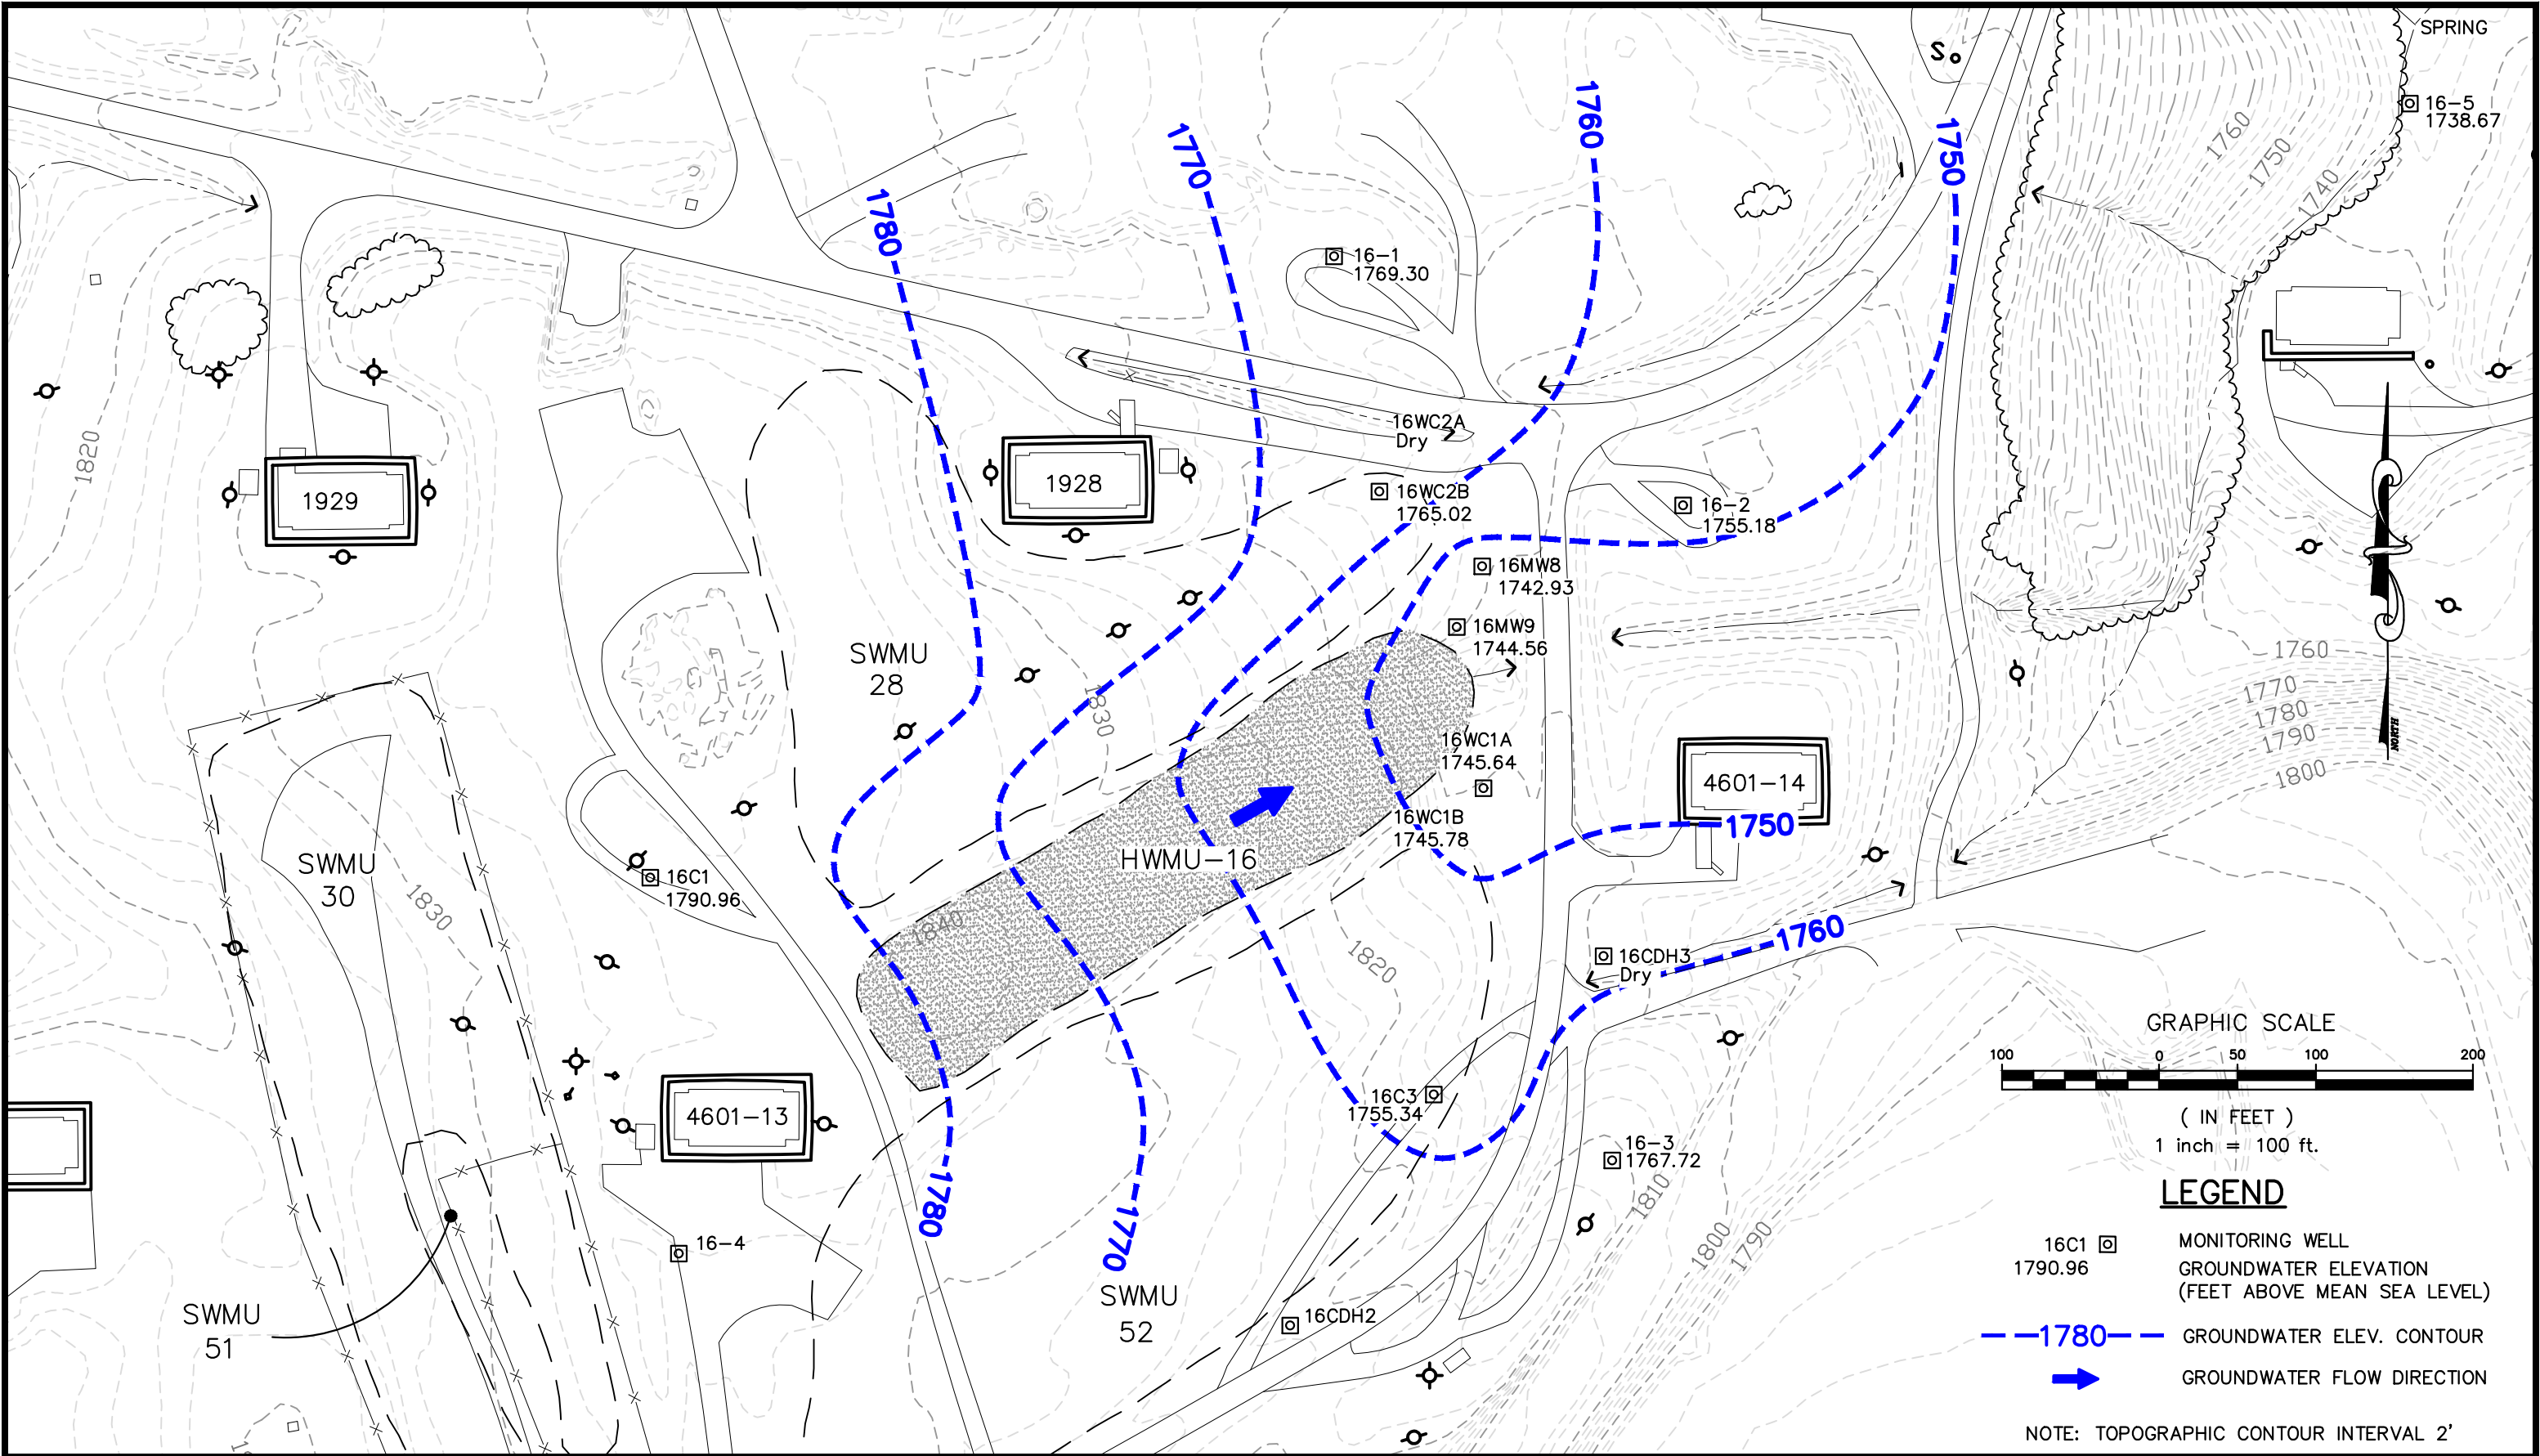 SPRING
S
16-5
1738.67
1760
1750
1740
1760
1750
1770
1780
16-1
1769.30
1820
16WC2A
Dry
1929
1928
16WC2B
1765.02
16-2
1755.18
16MW8
1742.93
16MW9
1744.56
SWMU
28
1830
1760
1770
1780
1790
1800
NORTH
16WC1A
1745.64
4601-14
1750
16WC1B
1745.78
HWMU-16
SWMU
30
16C1
1790.96
1830
1840
1820
1760
16CDH3
Dry
GRAPHIC SCALE
100 0 50 100 200
( IN FEET )
1 inch = 100 ft.
4601-13
16C3
1755.34
16-3
1767.72
1810
1800
1790
1780
1770
16-4
SWMU
51
SWMU
52
16CDH2
LEGEND
16C1
1790.96
MONITORING WELL
GROUNDWATER ELEVATION
(FEET ABOVE MEAN SEA LEVEL)
1780
GROUNDWATER ELEV. CONTOUR
GROUNDWATER FLOW DIRECTION
NOTE: TOPOGRAPHIC CONTOUR INTERVAL 2'